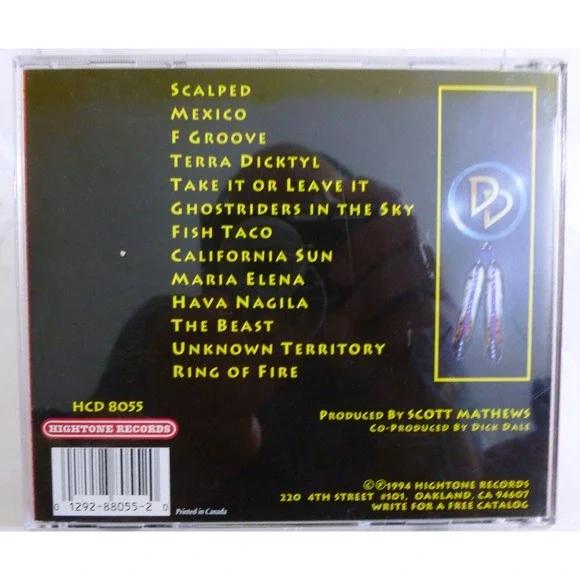 SCALPED
MEXICO
F GROOVE
TERRA DICKTYL
TAKE IT OR LEAVE IT
GHOSTRIDERS IN THE SKY
FISH TACO
CALIFORNIA SUN
MARIA ELENA
HAVA NAGILA
THE BEAST
UNKNOWN TERRITORY
RING OF FIRE
DD
HCD 8055
HIGHTONE RECORDS
PRODUCED BY SCOTT MATHEWS
CO-PRODUCED BY DICK DALE
©℗1994 HIGHTONE RECORDS
220 4TH STREET #101, OAKLAND, CA 94607
WRITE FOR A FREE CATALOG
0 1292-88055-2 0
Printed in Canada